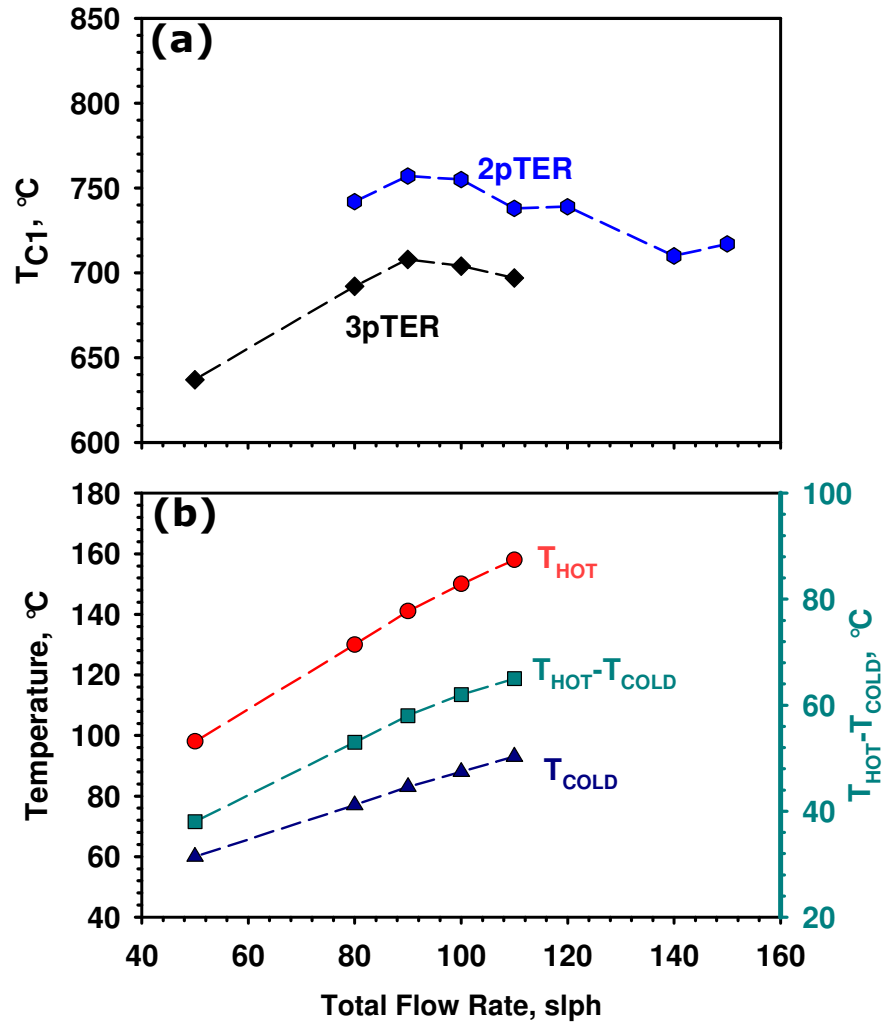 (a)
850
800
750
700
650
600
T_C1, °C
2pTER
3pTER
(b)
180
160
140
120
100
80
60
40
Temperature, °C
T_HOT
T_HOT-T_COLD
T_COLD
100
80
60
40
20
T_HOT-T_COLD, °C
40 60 80 100 120 140 160
Total Flow Rate, slph